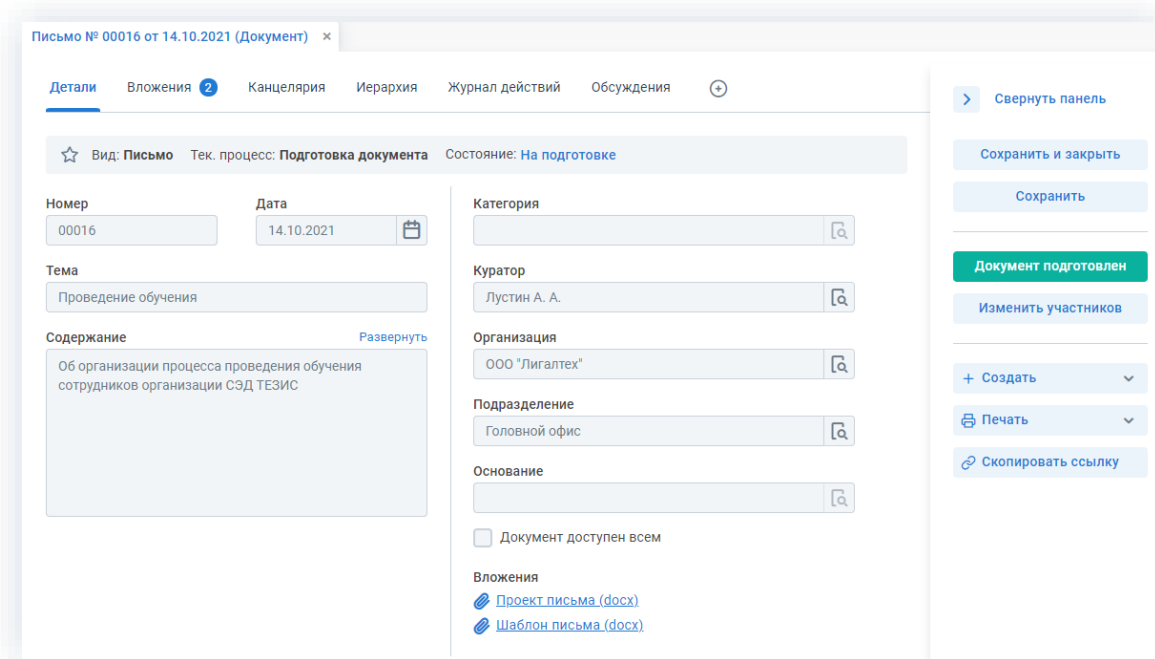 Письмо № 00016 от 14.10.2021 (Документ) ×
Детали Вложения 2 Канцелярия Иерархия Журнал действий Обсуждения
Вид: Письмо Тек. процесс: Подготовка документа Состояние: На подготовке
Номер Дата
00016 14.10.2021
Тема
Проведение обучения
Содержание Развернуть
Об организации процесса проведения обучения
сотрудников организации СЭД ТЕЗИС
Категория
Куратор
Лустин А. А.
Организация
ООО "Лигалтех"
Подразделение
Головной офис
Основание
Документ доступен всем
Вложения
Проект письма (docx)
Шаблон письма (docx)
Свернуть панель
Сохранить и закрыть
Сохранить
Документ подготовлен
Изменить участников
+ Создать
Печать
Скопировать ссылку